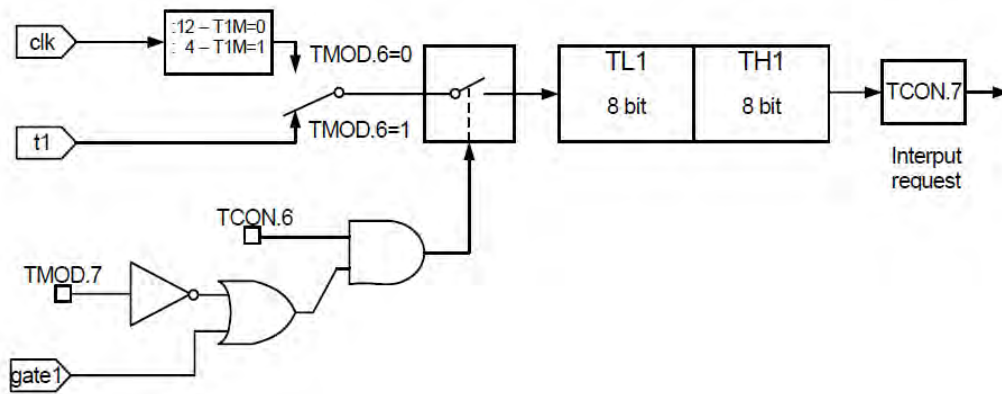 clk
:12 – T1M=0
: 4 – T1M=1
TMOD.6=0
t1
TMOD.6=1
TL1
8 bit
TH1
8 bit
TCON.7
Interput
request
TCON.6
TMOD.7
gate1